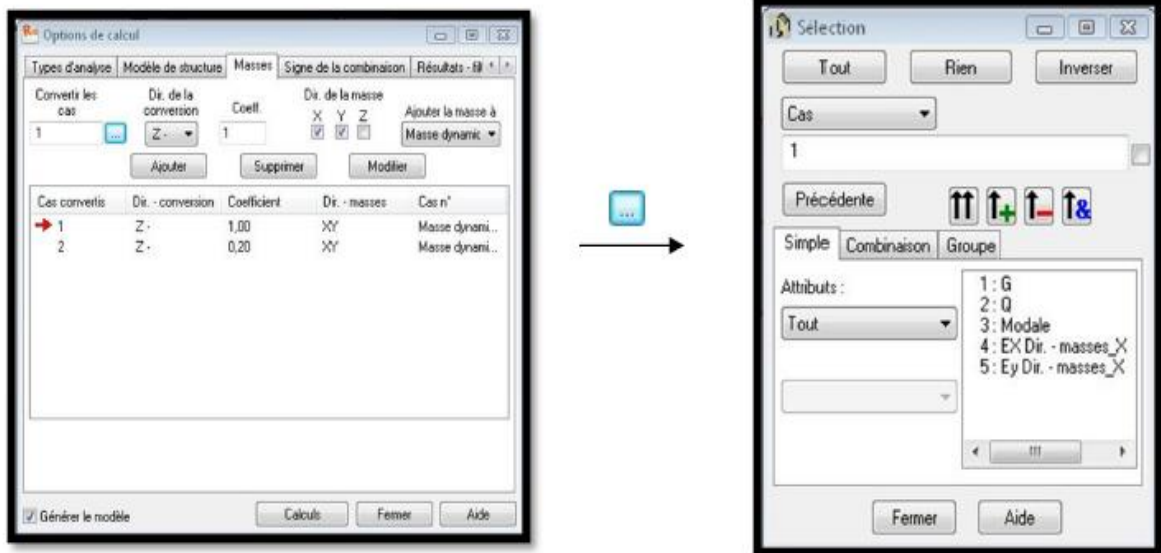 Options de calcul
Types d'analyse Modèle de structure Masses Signe de la combinaison Résultats - fil
Convertir les cas
Dir. de la conversion
Coeff.
Dir. de la masse
X Y Z
Ajouter la masse à
1 ... Z - 1 Masse dynamic
Ajouter Supprimer Modifier
Cas convertis Dir. - conversion Coefficient Dir. - masses Cas n°
1 Z - 1,00 XY Masse dynami...
2 Z - 0,20 XY Masse dynami...
Générer le modèle Calculs Fermer Aide
...
Sélection
Tout Rien Inverser
Cas
1
Précédente
&
Simple Combinaison Groupe
Attributs :
Tout
1 : G
2 : Q
3 : Modale
4 : EX Dir. - masses_X
5 : Ey Dir. - masses_X
Fermer Aide